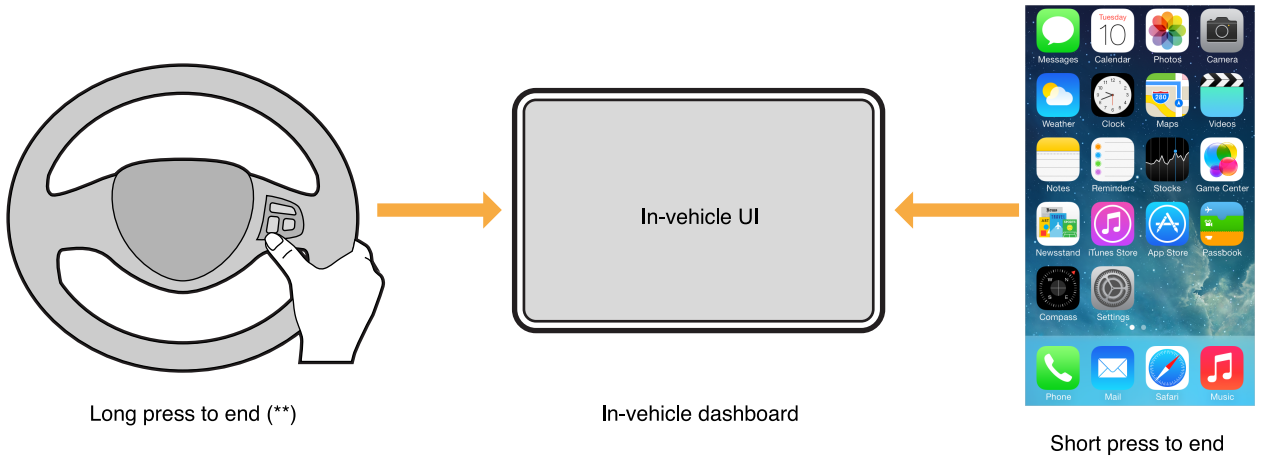 Tuesday
10
Messages Calendar Photos Camera
280
Weather Clock Maps Videos
Notes Reminders Stocks Game Center
Newsstand iTunes Store App Store Passbook
N
W E
S
Compass Settings
Phone Mail Safari Music
In-vehicle UI
Long press to end (**)
In-vehicle dashboard
Short press to end